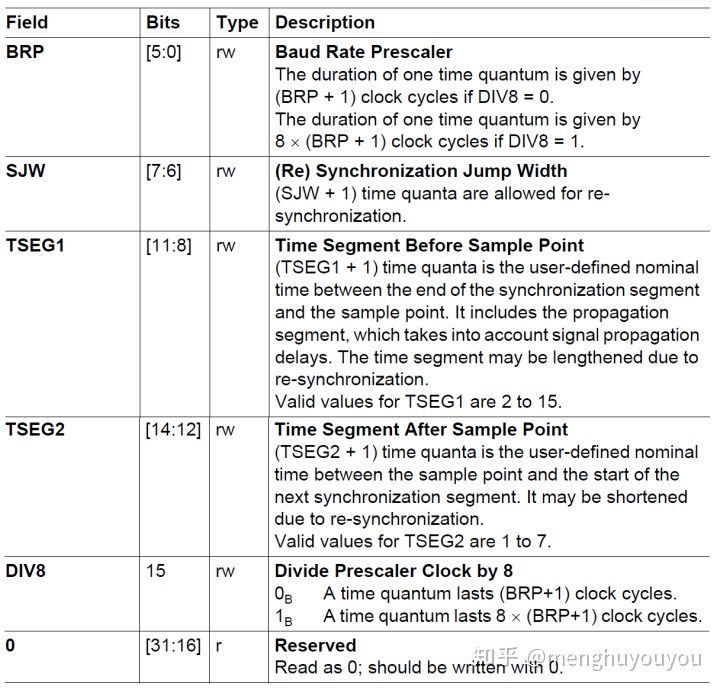 Field Bits Type Description
BRP [5:0] rw Baud Rate Prescaler
The duration of one time quantum is given by
(BRP + 1) clock cycles if DIV8 = 0.
The duration of one time quantum is given by
8 × (BRP + 1) clock cycles if DIV8 = 1.
SJW [7:6] rw (Re) Synchronization Jump Width
(SJW + 1) time quanta are allowed for re-
synchronization.
TSEG1 [11:8] rw Time Segment Before Sample Point
(TSEG1 + 1) time quanta is the user-defined nominal
time between the end of the synchronization segment
and the sample point. It includes the propagation
segment, which takes into account signal propagation
delays. The time segment may be lengthened due to
re-synchronization.
Valid values for TSEG1 are 2 to 15.
TSEG2 [14:12] rw Time Segment After Sample Point
(TSEG2 + 1) time quanta is the user-defined nominal
time between the sample point and the start of the
next synchronization segment. It may be shortened
due to re-synchronization.
Valid values for TSEG2 are 1 to 7.
DIV8 15 rw Divide Prescaler Clock by 8
0B A time quantum lasts (BRP+1) clock cycles.
1B A time quantum lasts 8 × (BRP+1) clock cycles.
0 [31:16] r Reserved
Read as 0; should be written with 0.
知乎 @menghuyouyou